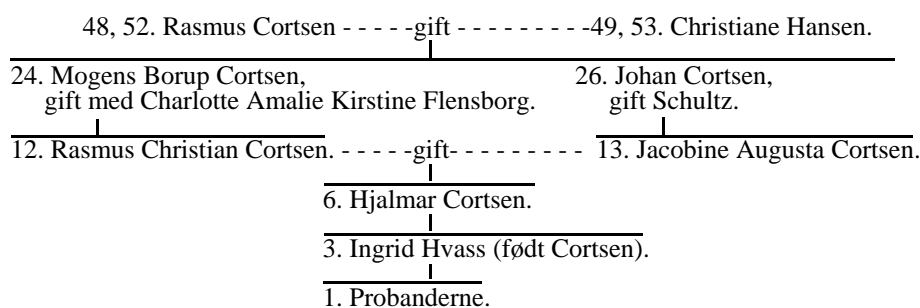 48, 52. Rasmus Cortsen - - - - -gift - - - - - - - - -49, 53. Christiane Hansen.
24. Mogens Borup Cortsen, 26. Johan Cortsen,
gift med Charlotte Amalie Kirstine Flensborg. gift Schultz.
12. Rasmus Christian Cortsen. - - - - -gift- - - - - - - - - 13. Jacobine Augusta Cortsen.
6. Hjalmar Cortsen.
3. Ingrid Hvass (født Cortsen).
1. Probanderne.